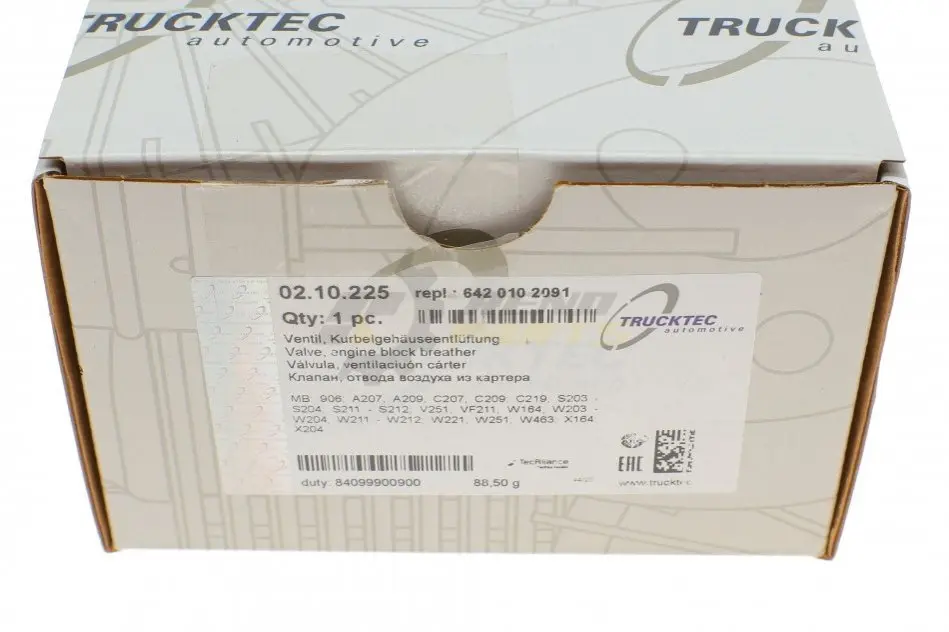 TRUCKTEC
automotive
TRUCK
au
02.10.225 repl.: 642 010 2091
Qty: 1 pc.
TRUCKTEC
automotive
Ventil, Kurbelgehäuseentlüftung
Valve, engine block breather
Válvula, ventilaciuón cárter
Клапан, отвода воздуха из картера
MB 906, A207, A209, C207, C209, C219, S203 -
S204, S211 - S212, V251, VF211, W164, W203 -
W204, W211 - W212, W221, W251, W463, X164,
X204
TecAlliance
EAC
duty: 84099900900 88,50 g
www.trucktec